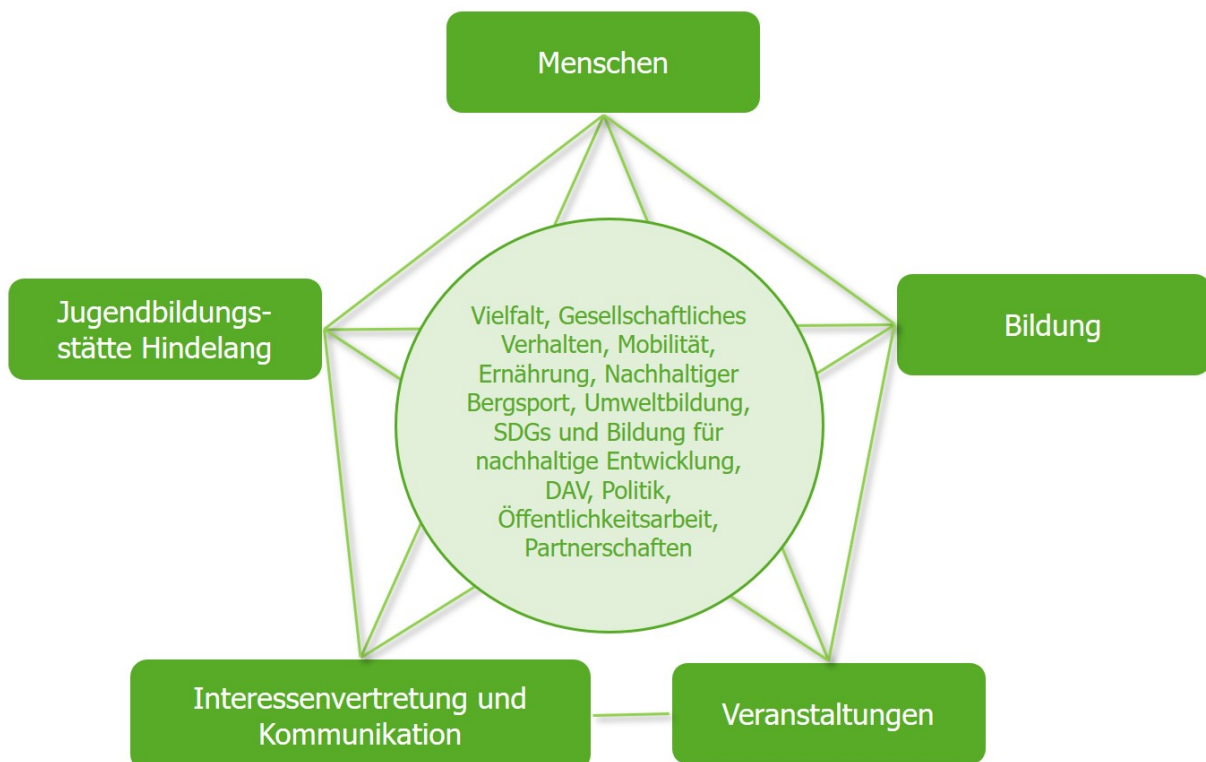 Menschen
Jugendbildungs-
stätte Hindelang
Bildung
Vielfalt, Gesellschaftliches
Verhalten, Mobilität,
Ernährung, Nachhaltiger
Bergsport, Umweltbildung,
SDGs und Bildung für
nachhaltige Entwicklung,
DAV, Politik,
Öffentlichkeitsarbeit,
Partnerschaften
Interessenvertretung und
Kommunikation
Veranstaltungen